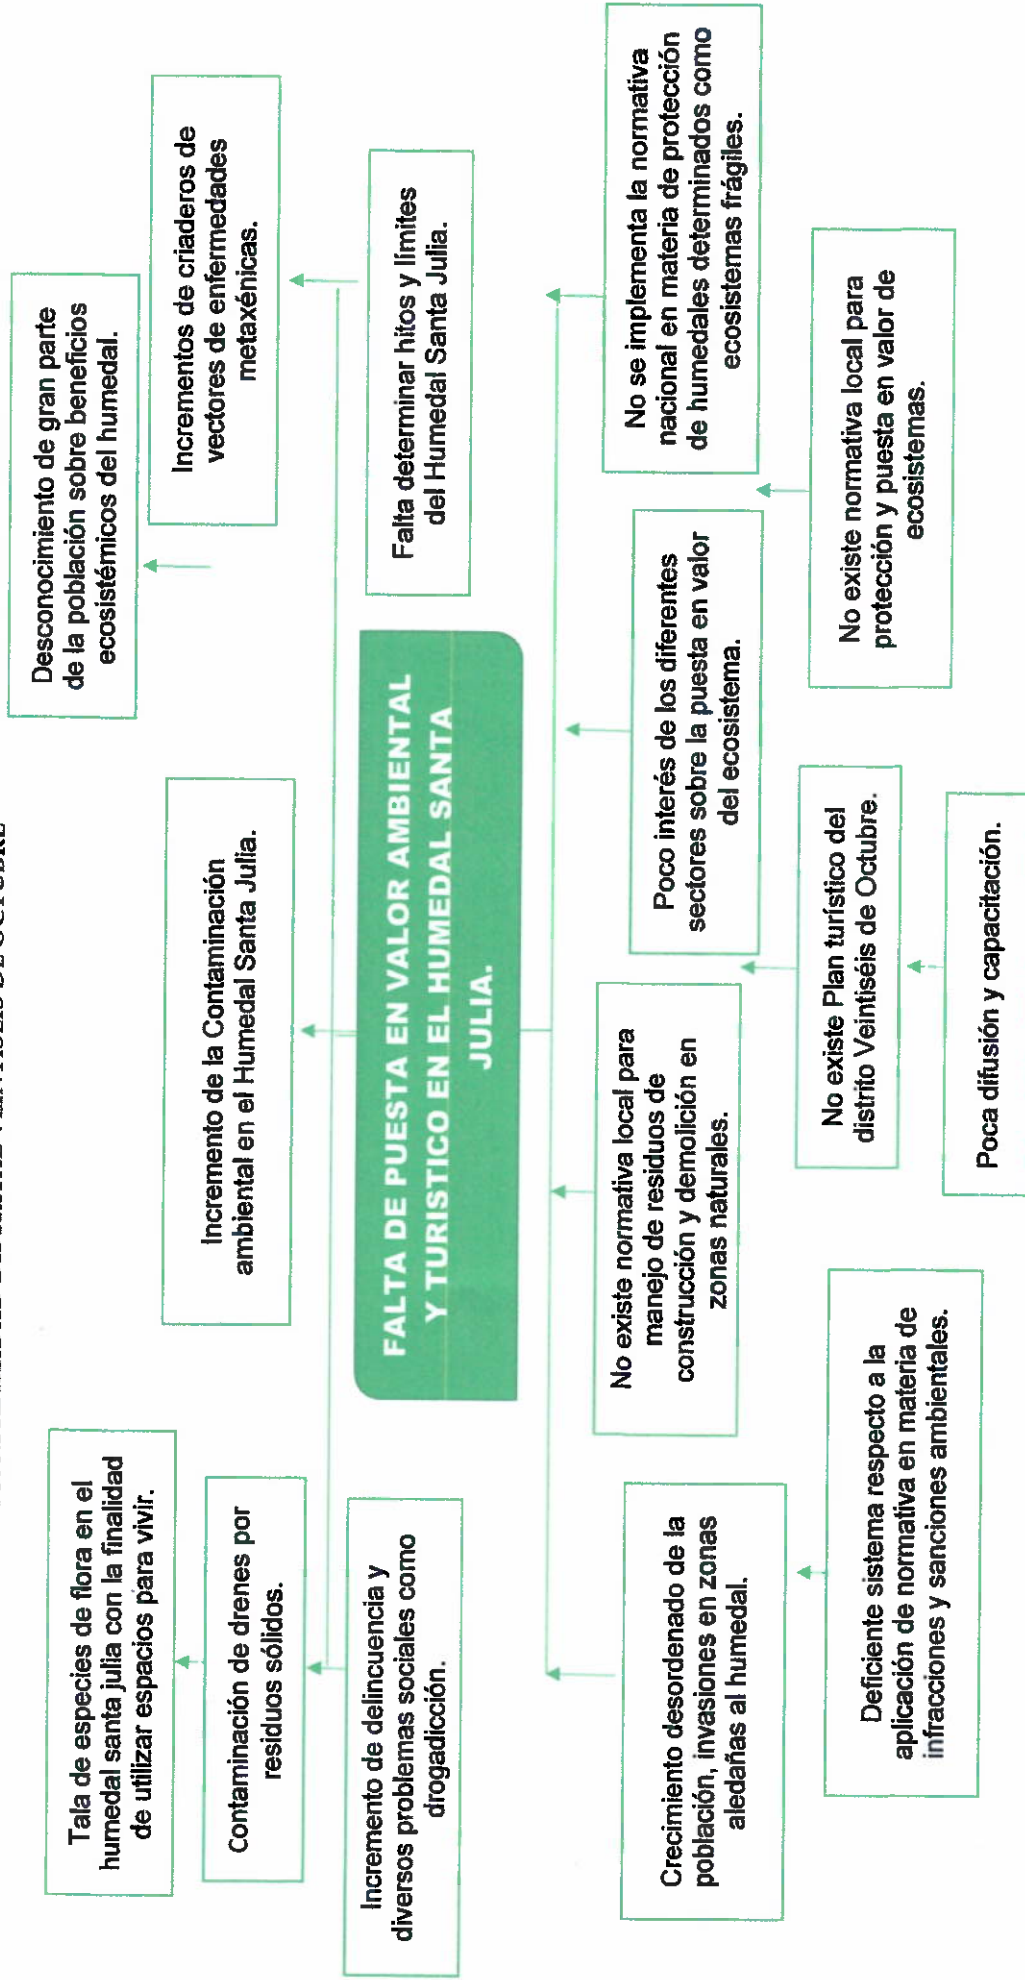 Tala de especies de flora en el
humedal santa julia con la finalidad
de utilizar espacios para vivir.
Contaminación de drenes por
residuos sólidos.
Incremento de delincuencia y
diversos problemas sociales como
drogadicción.
Incremento de la Contaminación
ambiental en el Humedal Santa Julia.
Desconocimiento de gran parte
de la población sobre beneficios
ecosistémicos del humedal.
Incrementos de criaderos de
vectores de enfermedades
metaxénicas.
Falta determinar hitos y límites
del Humedal Santa Julia.
FALTA DE PUESTA EN VALOR AMBIENTAL
Y TURISTICO EN EL HUMEDAL SANTA
JULIA.
Crecimiento desordenado de la
población, invasiones en zonas
aledañas al humedal.
No existe normativa local para
manejo de residuos de
construcción y demolición en
zonas naturales.
Poco interés de los diferentes
sectores sobre la puesta en valor
del ecosistema.
No se implementa la normativa
nacional en materia de protección
de humedales determinados como
ecosistemas frágiles.
Deficiente sistema respecto a la
aplicación de normativa en materia de
infracciones y sanciones ambientales.
No existe Plan turístico del
distrito Veintiséis de Octubre.
No existe normativa local para
protección y puesta en valor de
ecosistemas.
Poca difusión y capacitación.